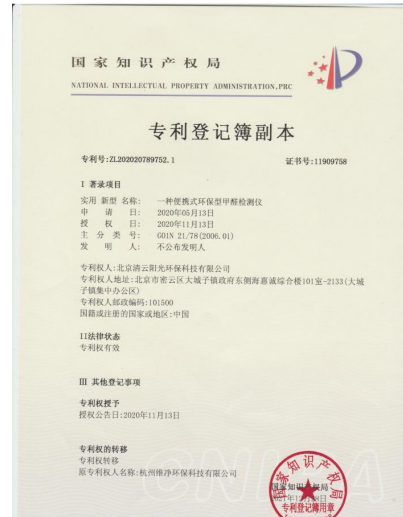 国家知识产权局
NATIONAL INTELLECTUAL PROPERTY ADMINISTRATION,PRC
专利登记簿副本
专利号:ZL202020789752.1 证书号:11909758
I 著录项目
实用 新型 名称: 一种便携式环保型甲醛检测仪
申 请 日: 2020年05月13日
授 权 日: 2020年11月13日
主 分 类 号: G01N 21/78(2006.01)
发 明 人: 不公布发明人
专利权人:北京清云阳光环保科技有限公司
专利权人地址:北京市密云区大城子镇政府东侧海嘉诚综合楼101室-2133(大城
子镇集中办公区)
专利权人邮政编码:101500
国籍或注册的国家或地区:中国
II法律状态
专利权有效
III 其他登记事项
专利权授予
授权公告日:2020年11月13日
专利权的转移
专利权转移
原专利权人名称:杭州维净环保科技有限公司
国家知识产权局
专利登记簿用章